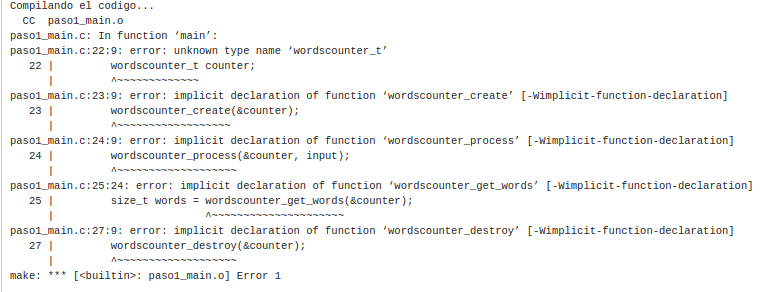 Compilando el codigo...
  CC  paso1_main.o
paso1_main.c: In function ‘main’:
paso1_main.c:22:9: error: unknown type name ‘wordscounter_t’
   22 |         wordscounter_t counter;
      |         ^~~~~~~~~~~~~~
paso1_main.c:23:9: error: implicit declaration of function ‘wordscounter_create’ [-Wimplicit-function-declaration]
   23 |         wordscounter_create(&counter);
      |         ^~~~~~~~~~~~~~~~~~~
paso1_main.c:24:9: error: implicit declaration of function ‘wordscounter_process’ [-Wimplicit-function-declaration]
   24 |         wordscounter_process(&counter, input);
      |         ^~~~~~~~~~~~~~~~~~~~
paso1_main.c:25:24: error: implicit declaration of function ‘wordscounter_get_words’ [-Wimplicit-function-declaration]
   25 |         size_t words = wordscounter_get_words(&counter);
      |                        ^~~~~~~~~~~~~~~~~~~~~~
paso1_main.c:27:9: error: implicit declaration of function ‘wordscounter_destroy’ [-Wimplicit-function-declaration]
   27 |         wordscounter_destroy(&counter);
      |         ^~~~~~~~~~~~~~~~~~~~
make: *** [<builtin>: paso1_main.o] Error 1